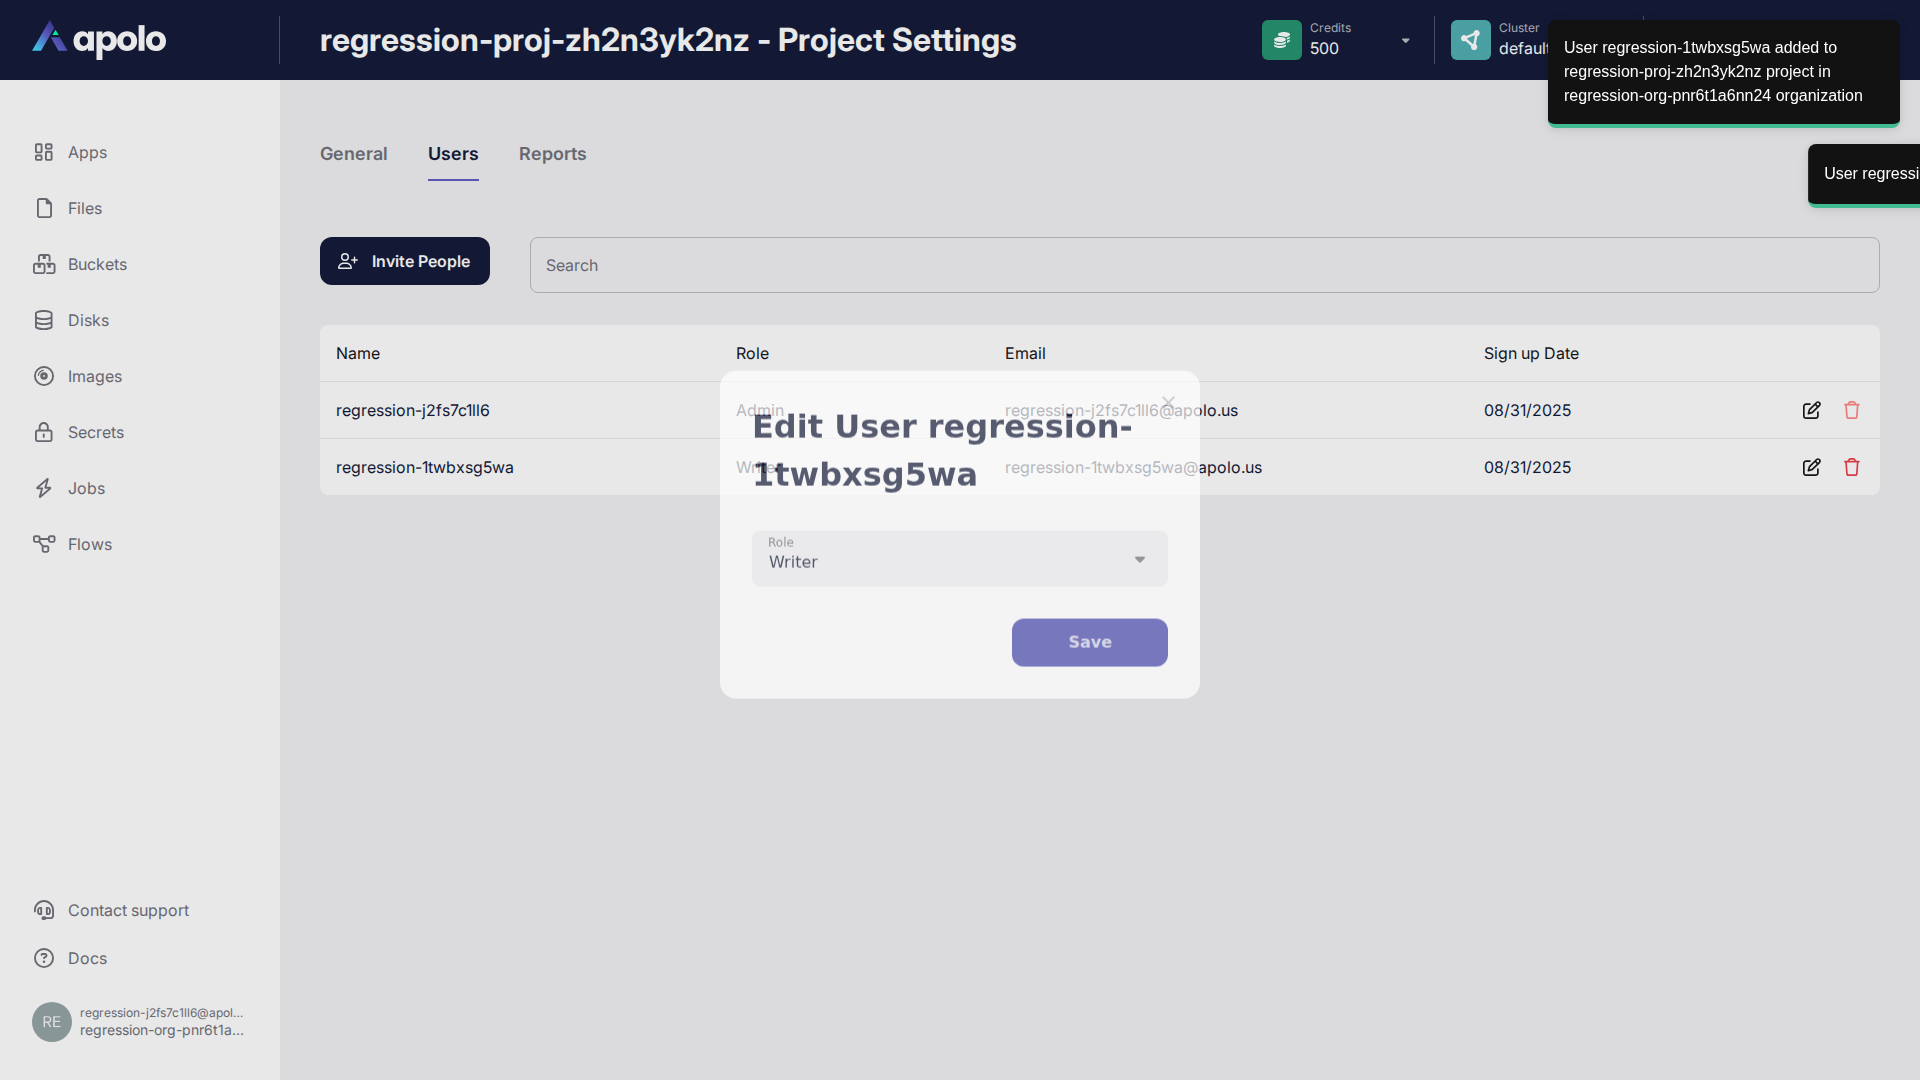 apolo
regression-proj-zh2n3yk2nz - Project Settings
Credits
500
Cluster
default
User regression-1twbxsg5wa added to
regression-proj-zh2n3yk2nz project in
regression-org-pnr6t1a6nn24 organization
User regressi
Apps
Files
Buckets
Disks
Images
Secrets
Jobs
Flows
Contact support
Docs
RE
regression-j2fs7c1ll6@apol...
regression-org-pnr6t1a...
General Users Reports
Invite People
Search
Name Role Email Sign up Date
regression-j2fs7c1ll6 Admin regression-j2fs7c1ll6@apolo.us 08/31/2025
regression-1twbxsg5wa Writer regression-1twbxsg5wa@apolo.us 08/31/2025
Edit User regression-
1twbxsg5wa
Role
Writer
Save